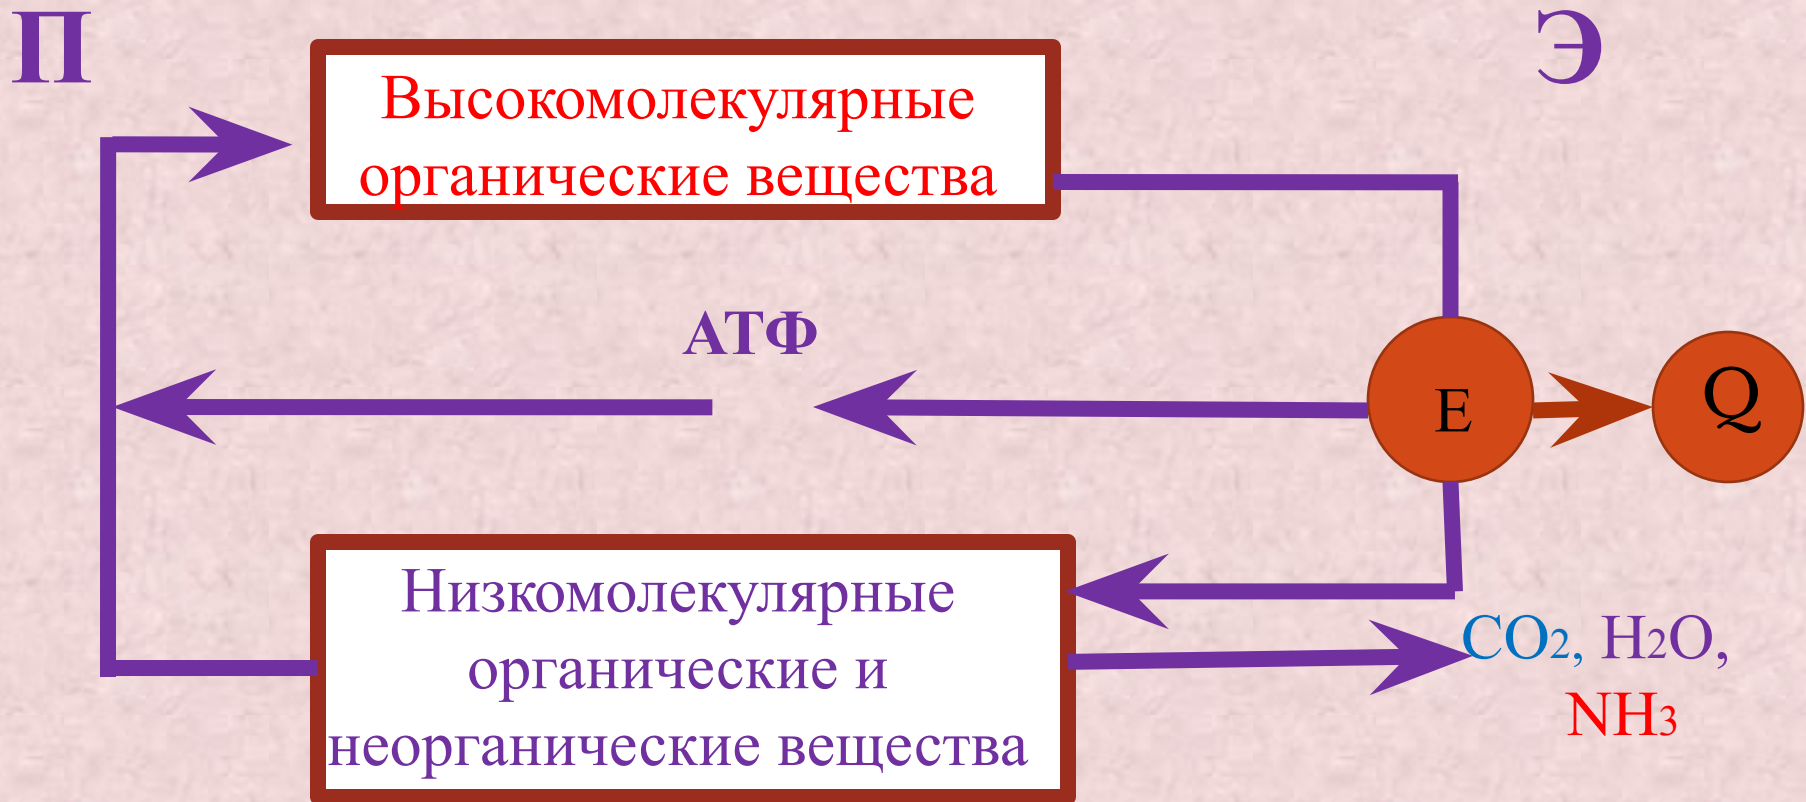 П
Э
Высокомолекулярные
органические вещества
АТФ
Е
Q
Низкомолекулярные
органические и
неорганические вещества
CO2, H2O,
NH3